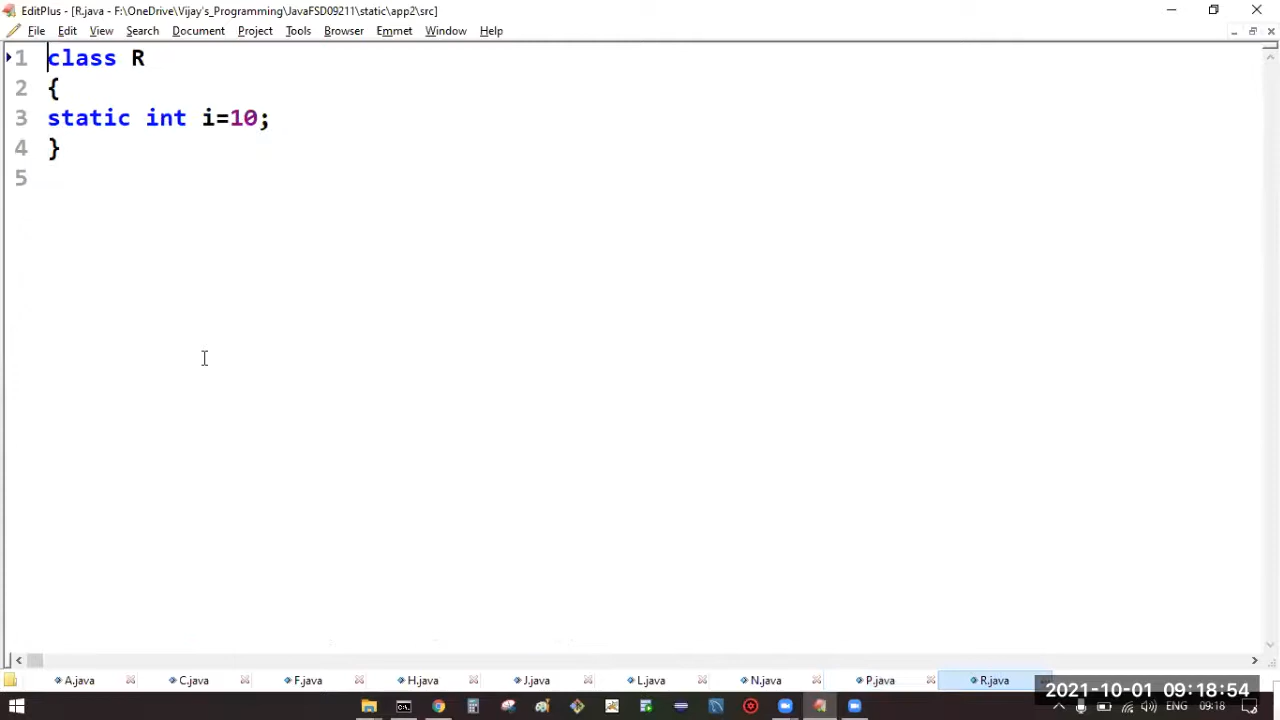 EditPlus - [R.java - F:\OneDrive\Vijay's_Programming\JavaFSD09211\static\app2\src]
File Edit View Search Document Project Tools Browser Emmet Window Help
1 class R
2 {
3 static int i=10;
4 }
5
A.java C.java F.java H.java J.java L.java N.java P.java R.java
2021-10-01 09:18:54
ENG 09:18